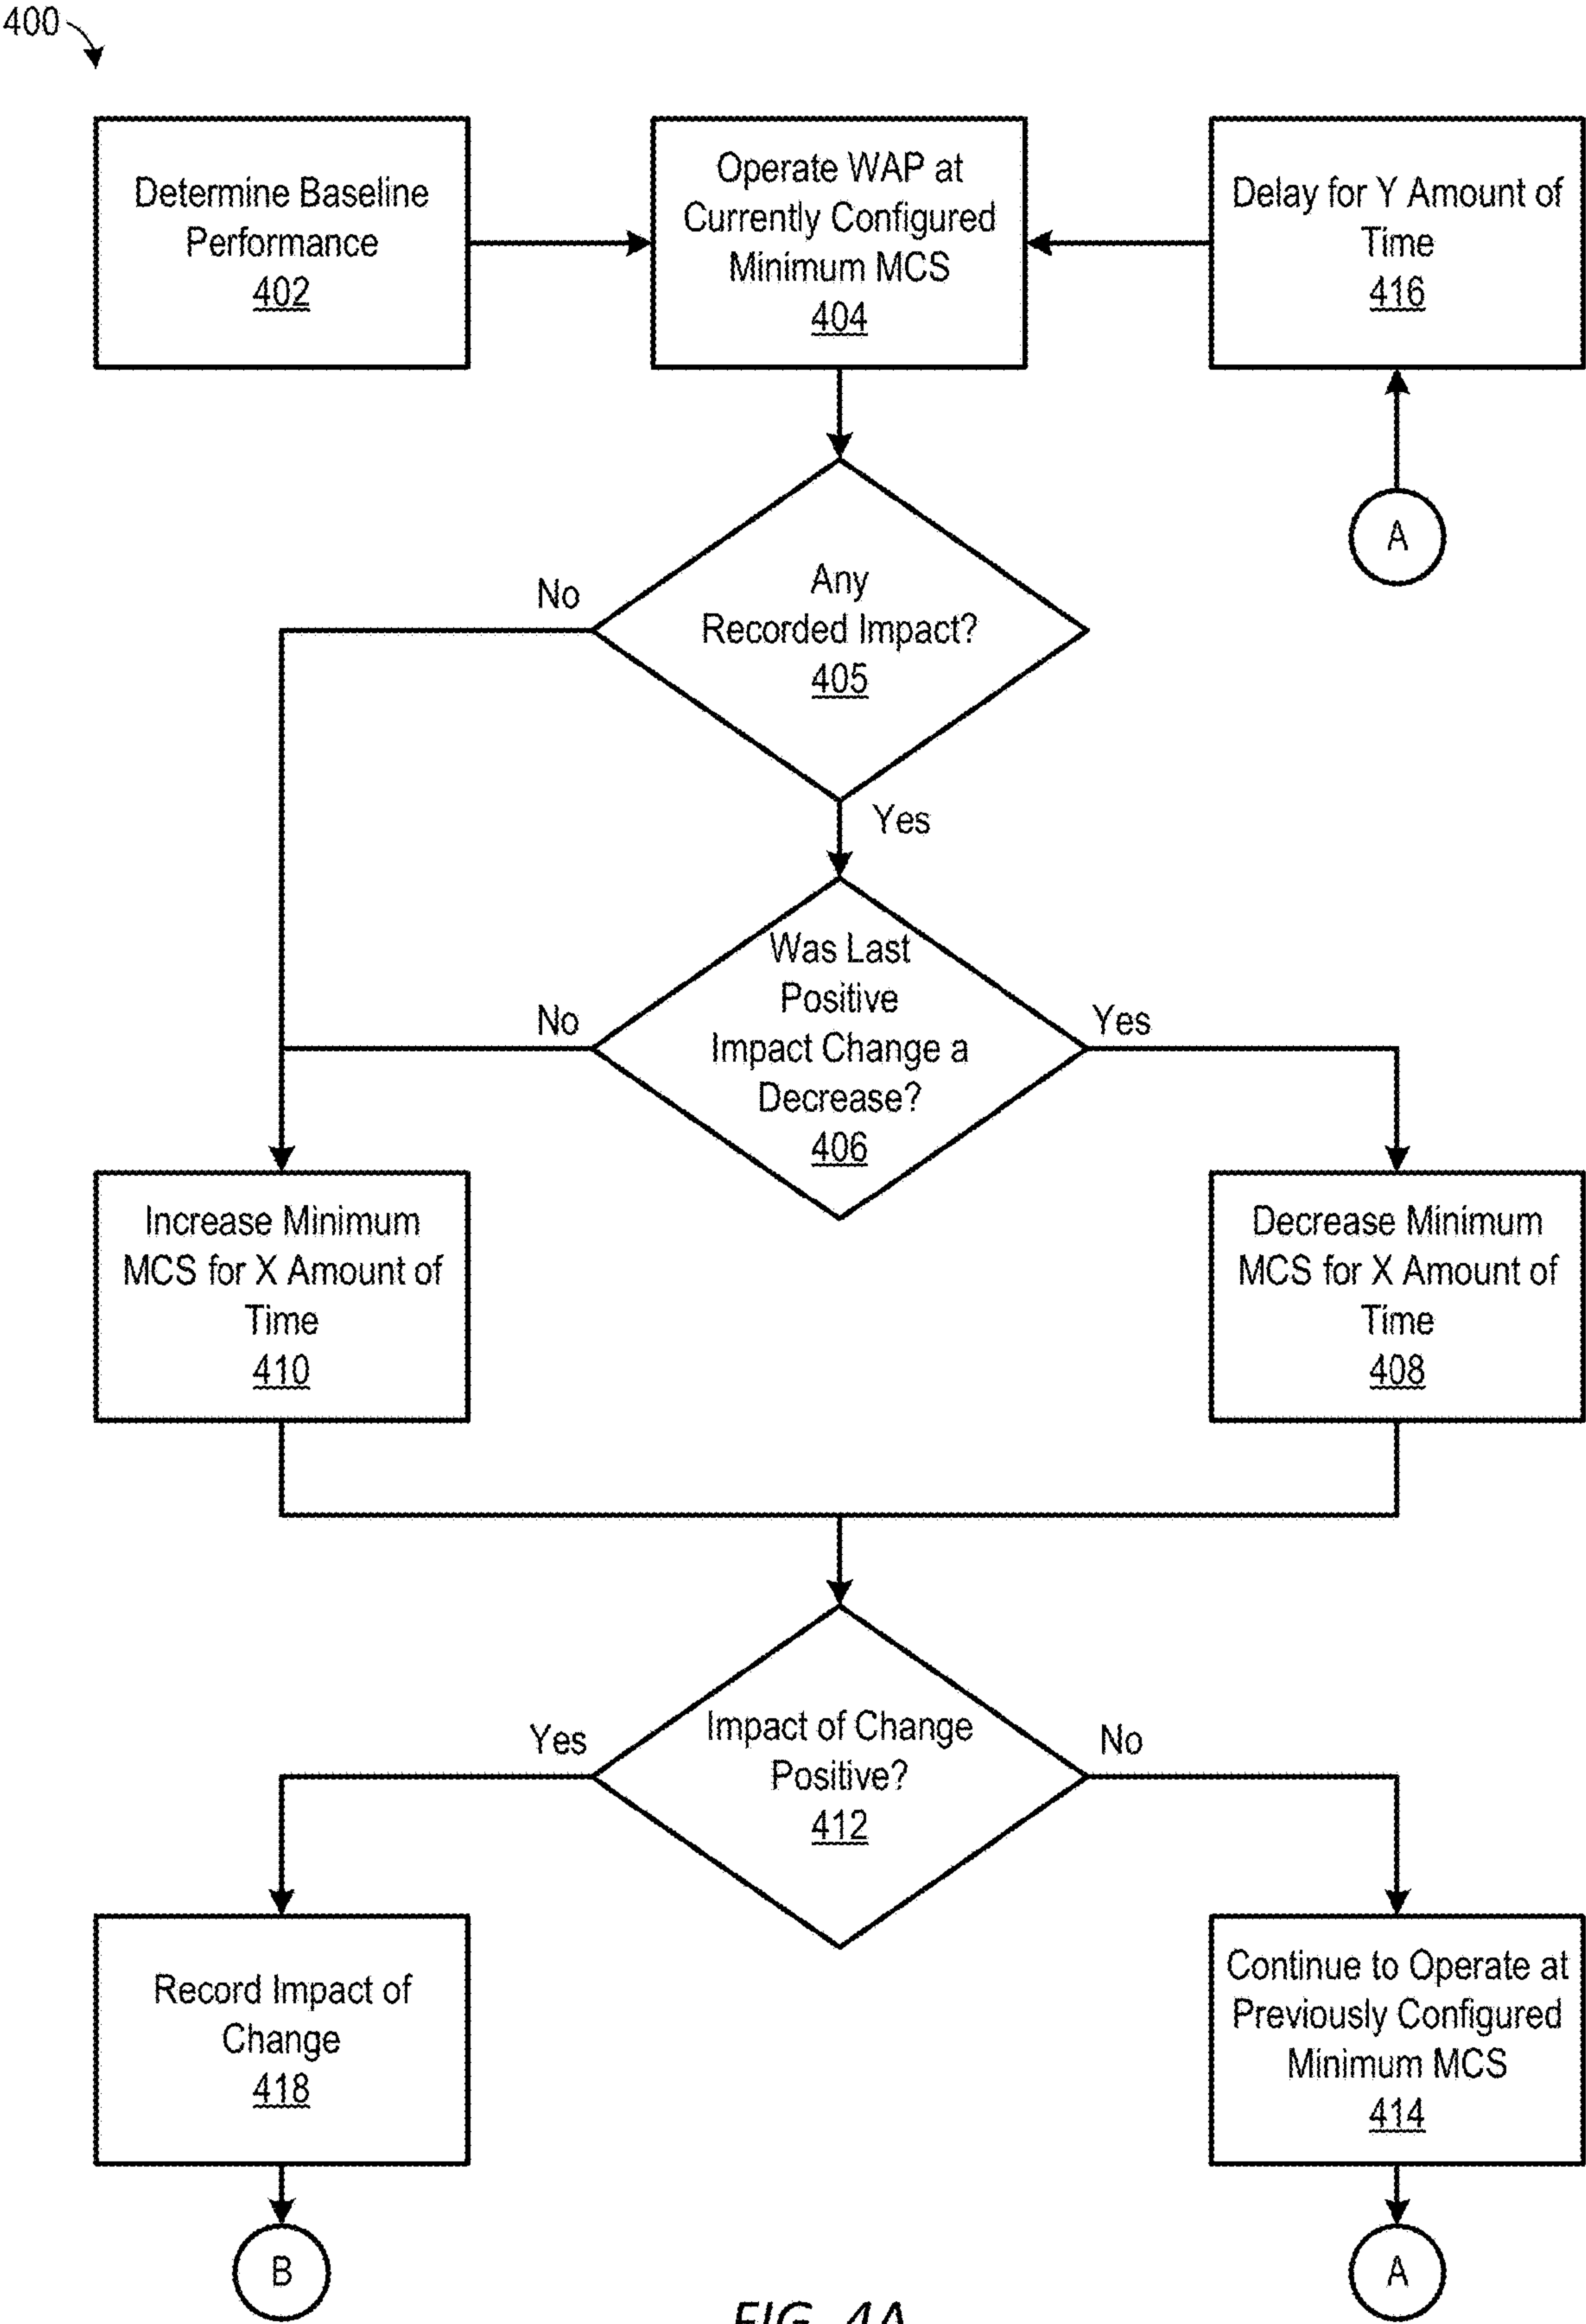 400
Determine Baseline
Performance
402
Operate WAP at
Currently Configured
Minimum MCS
404
Delay for Y Amount of
Time
416
A
Any
Recorded Impact?
405
No
Yes
Was Last
Positive
Impact Change a
Decrease?
406
No
Yes
Increase Minimum
MCS for X Amount of
Time
410
Decrease Minimum
MCS for X Amount of
Time
408
Impact of Change
Positive?
412
Yes
No
Record Impact of
Change
418
Continue to Operate at
Previously Configured
Minimum MCS
414
B
A
FIG. 4A